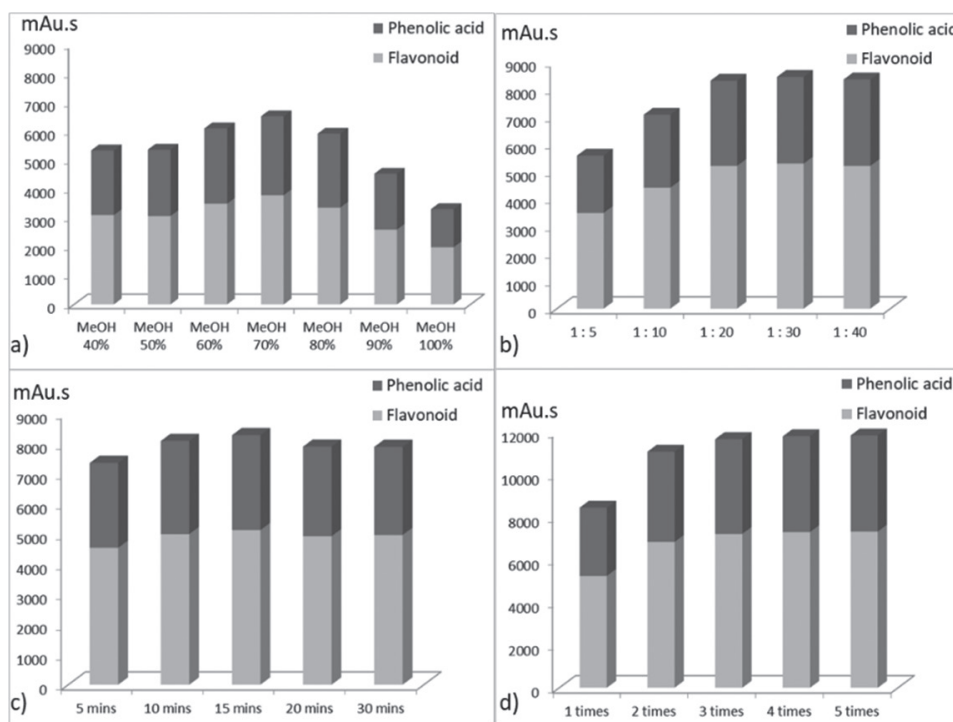 mAu.s
Phenolic acid
Flavonoid
9000
8000
7000
6000
5000
4000
3000
2000
1000
0
MeOH MeOH MeOH MeOH MeOH MeOH MeOH
40% 50% 60% 70% 80% 90% 100%
a)
mAu.s
Phenolic acid
Flavonoid
9000
8000
7000
6000
5000
4000
3000
2000
1000
0
1 : 5 1 : 10 1 : 20 1 : 30 1 : 40
b)
mAu.s
Phenolic acid
Flavonoid
9000
8000
7000
6000
5000
4000
3000
2000
1000
0
5 mins 10 mins 15 mins 20 mins 30 mins
c)
mAu.s
Phenolic acid
Flavonoid
12000
10000
8000
6000
4000
2000
0
1 times 2 times 3 times 4 times 5 times
d)